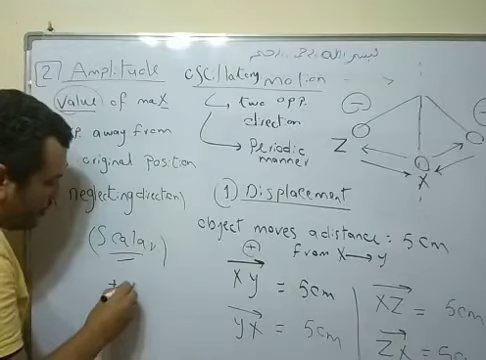 بسم الله الرحمن الرحيم
[2] Amplitude
Value of max
away from
original position
neglecting direction
(Scalar)
oscillatory motion
two opp.
direction
Periodic
manner
Z
X
(1) Displacement
object moves a distance = 5cm
from X → y
+
XY = 5cm
yX = 5cm
XZ = 5cm
ZX = 5cm